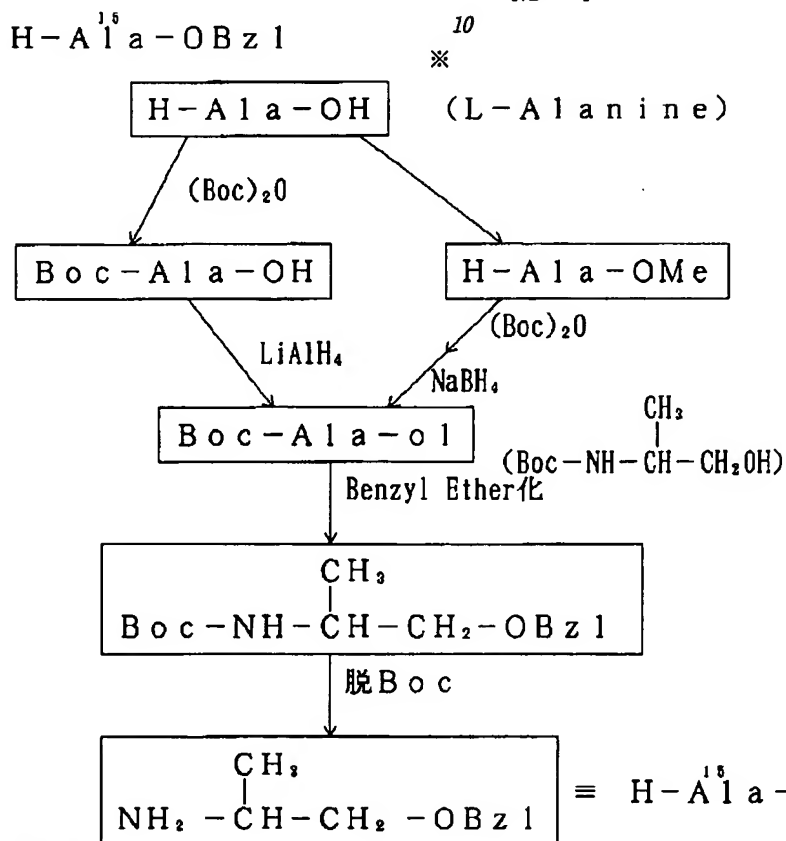 H-Al¹⁵a-OBzl
10
※
H-Ala-OH (L-Alanine)
(Boc)₂O
Boc-Ala-OH H-Ala-OMe
(Boc)₂O
LiAlH₄
NaBH₄
Boc-Ala-ol
CH₃
(Boc-NH-CH-CH₂OH)
Benzyl Ether化
CH₃
Boc-NH-CH-CH₂-OBzl
脱Boc
CH₃
NH₂-CH-CH₂-OBzl ≡ H-Al¹⁵a-